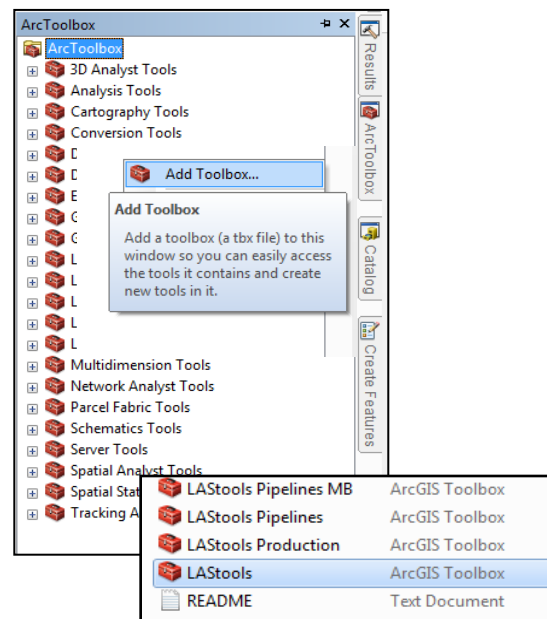 ArcToolbox
ArcToolbox
3D Analyst Tools
Analysis Tools
Cartography Tools
Conversion Tools
Add Toolbox...
Add Toolbox
Add a toolbox (a tbx file) to this
window so you can easily access
the tools it contains and create
new tools in it.
L
L
L
L
L
Multidimension Tools
Network Analyst Tools
Parcel Fabric Tools
Schematics Tools
Server Tools
Spatial Analyst Tools
Spatial Stat
Tracking A
Results
ArcToolbox
Catalog
Create Features
LAStools Pipelines MB ArcGIS Toolbox
LAStools Pipelines ArcGIS Toolbox
LAStools Production ArcGIS Toolbox
LAStools ArcGIS Toolbox
README Text Document